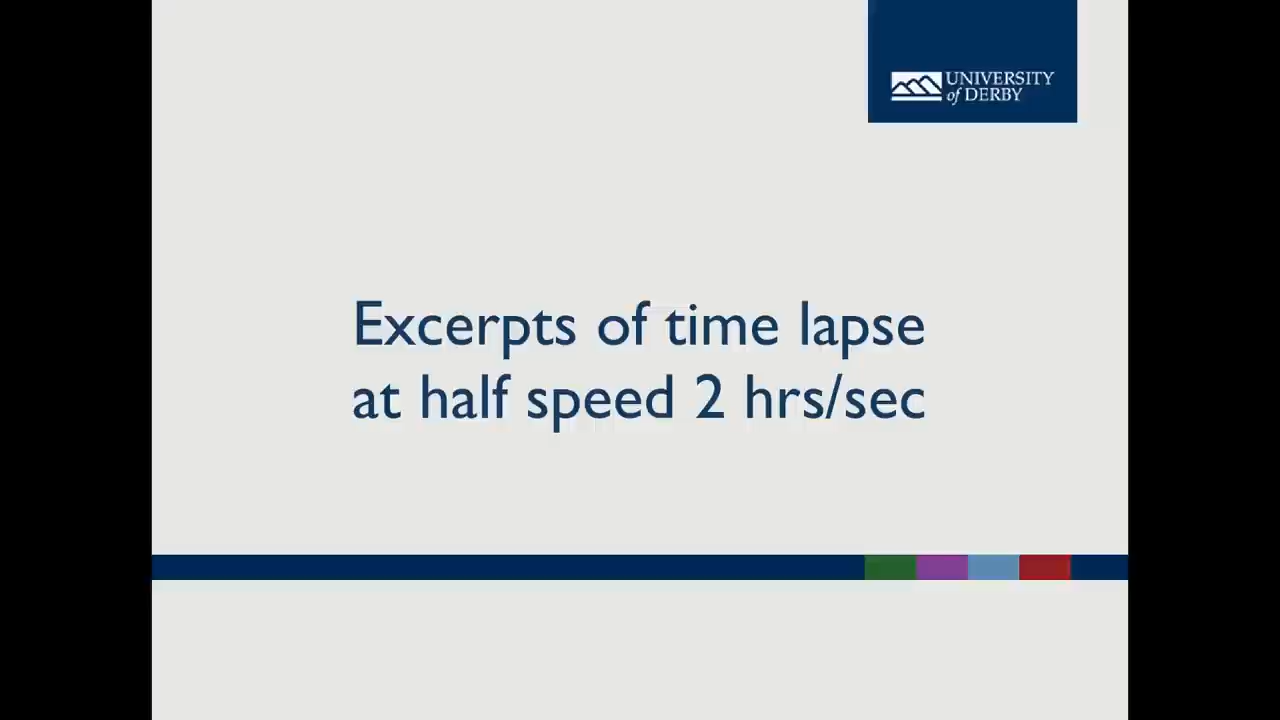 UNIVERSITY
of DERBY
Excerpts of time lapse
at half speed 2 hrs/sec